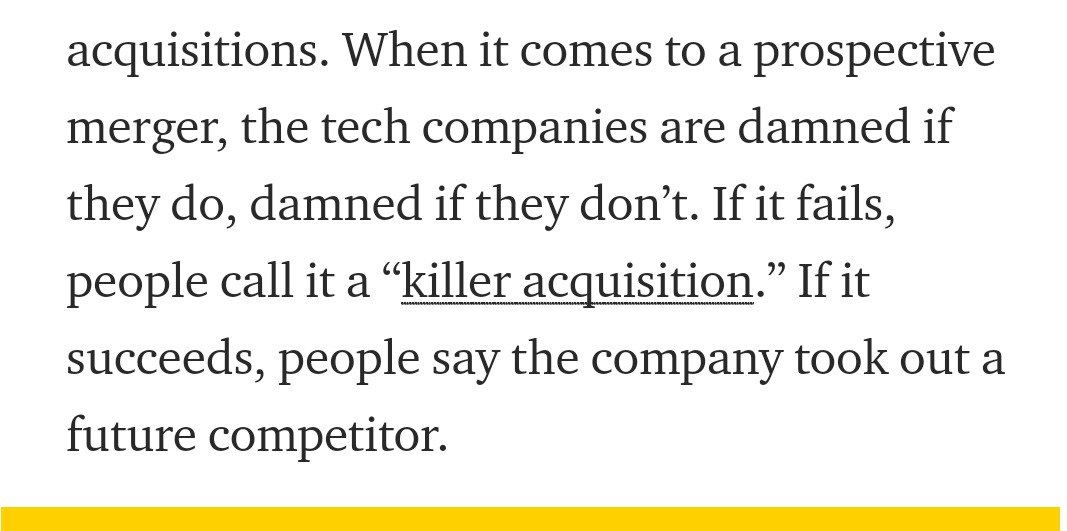 acquisitions. When it comes to a prospective
merger, the tech companies are damned if
they do, damned if they don’t. If it fails,
people call it a “killer acquisition.” If it
succeeds, people say the company took out a
future competitor.